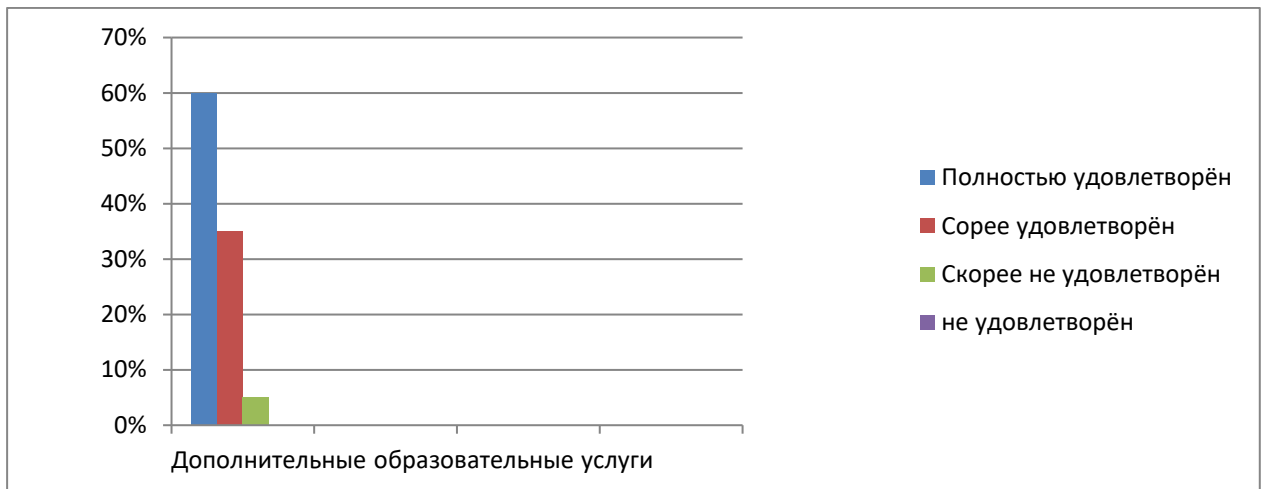 70%
60%
50%
40%
30%
20%
10%
0%
Дополнительные образовательные услуги
Полностью удовлетворён
Сорее удовлетворён
Скорее не удовлетворён
не удовлетворён